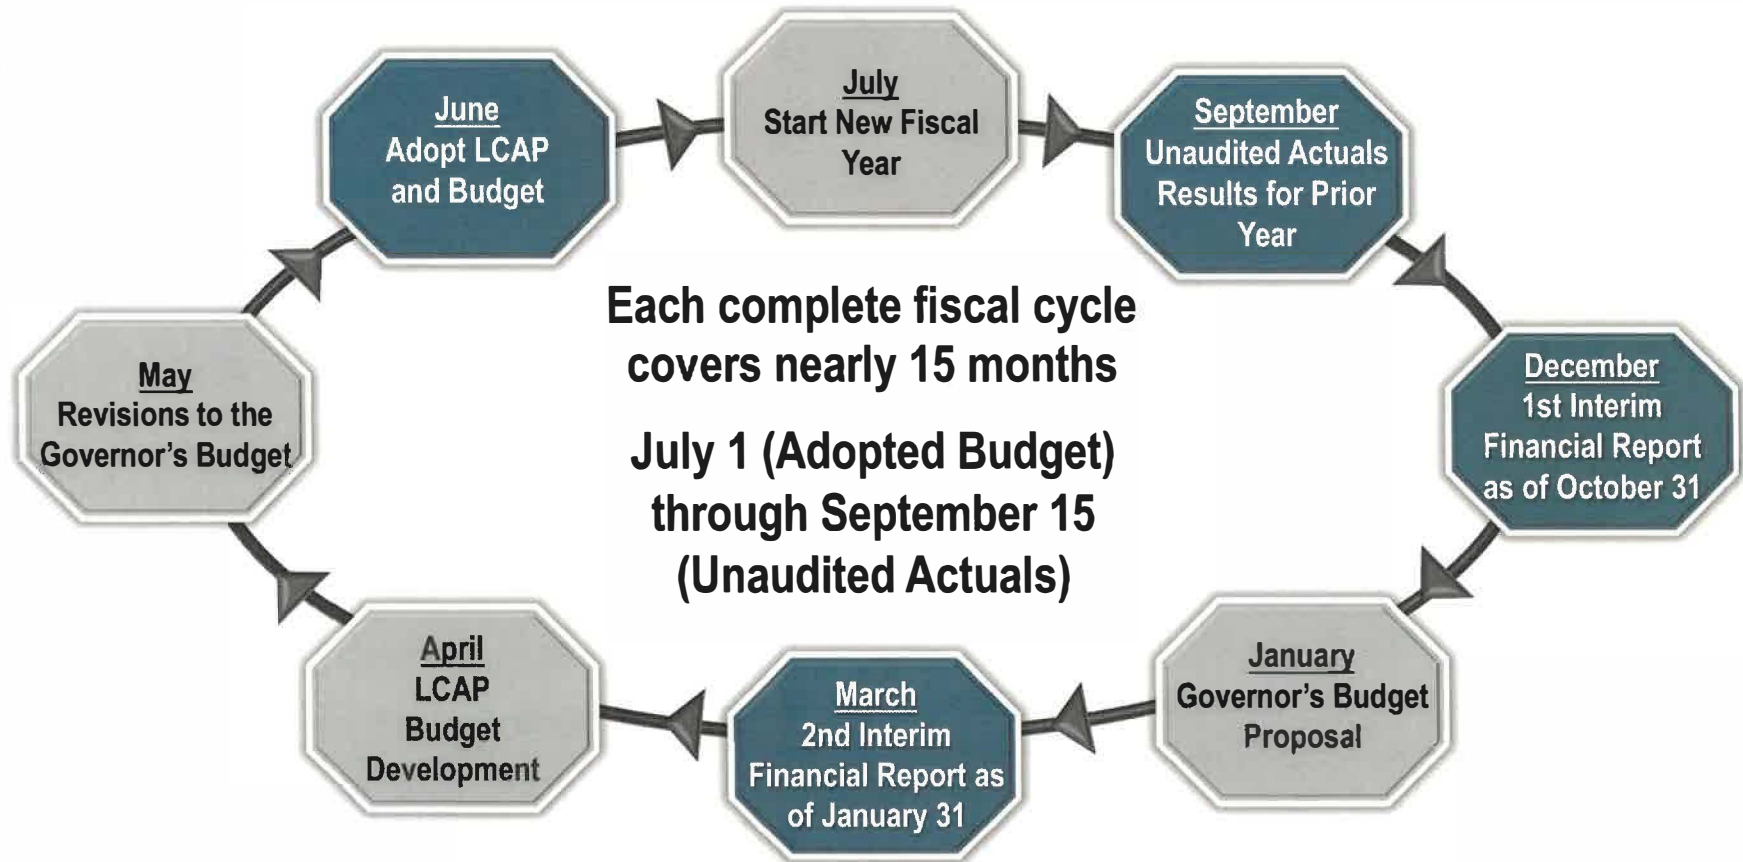 June
Adopt LCAP
and Budget
July
Start New Fiscal
Year
September
Unaudited Actuals
Results for Prior
Year
December
1st Interim
Financial Report
as of October 31
January
Governor's Budget
Proposal
March
2nd Interim
Financial Report as
of January 31
April
LCAP
Budget
Development
May
Revisions to the
Governor's Budget
Each complete fiscal cycle
covers nearly 15 months
July 1 (Adopted Budget)
through September 15
(Unaudited Actuals)